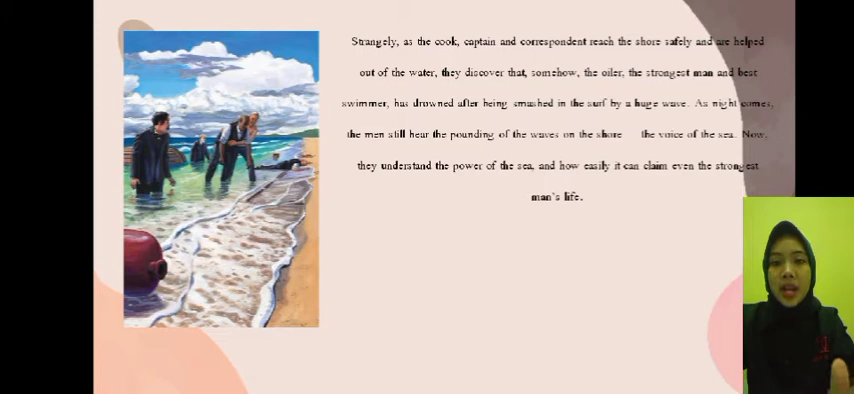 Strangely, as the cook, captain and correspondent reach the shore safely and are helped
out of the water, they discover that, somehow, the oiler, the strongest man and best
swimmer, has drowned after being smashed in the surf by a huge wave. As night comes,
the men still hear the pounding of the waves on the shore the voice of the sea. Now,
they understand the power of the sea, and how easily it can claim even the strongest
man's life.